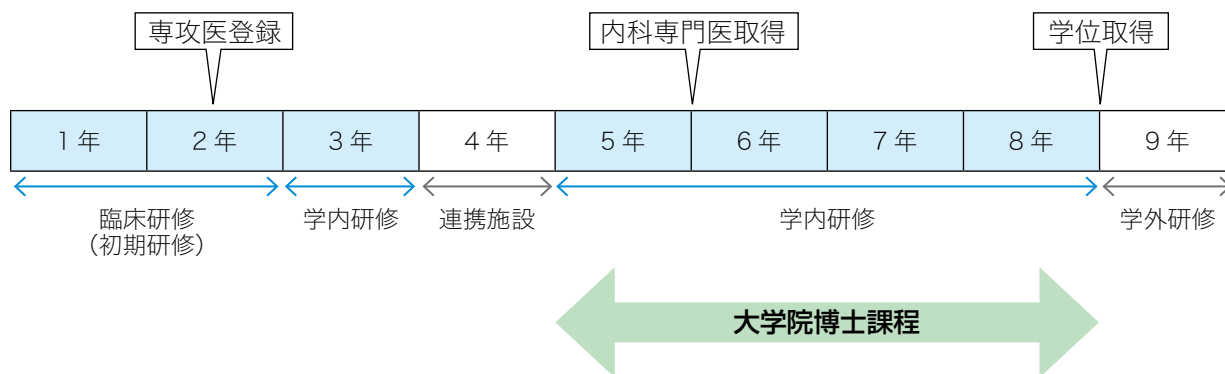 専攻医登録
内科専門医取得
学位取得
1年
2年
3年
4年
5年
6年
7年
8年
9年
臨床研修
（初期研修）
学内研修
連携施設
学内研修
学外研修
大学院博士課程